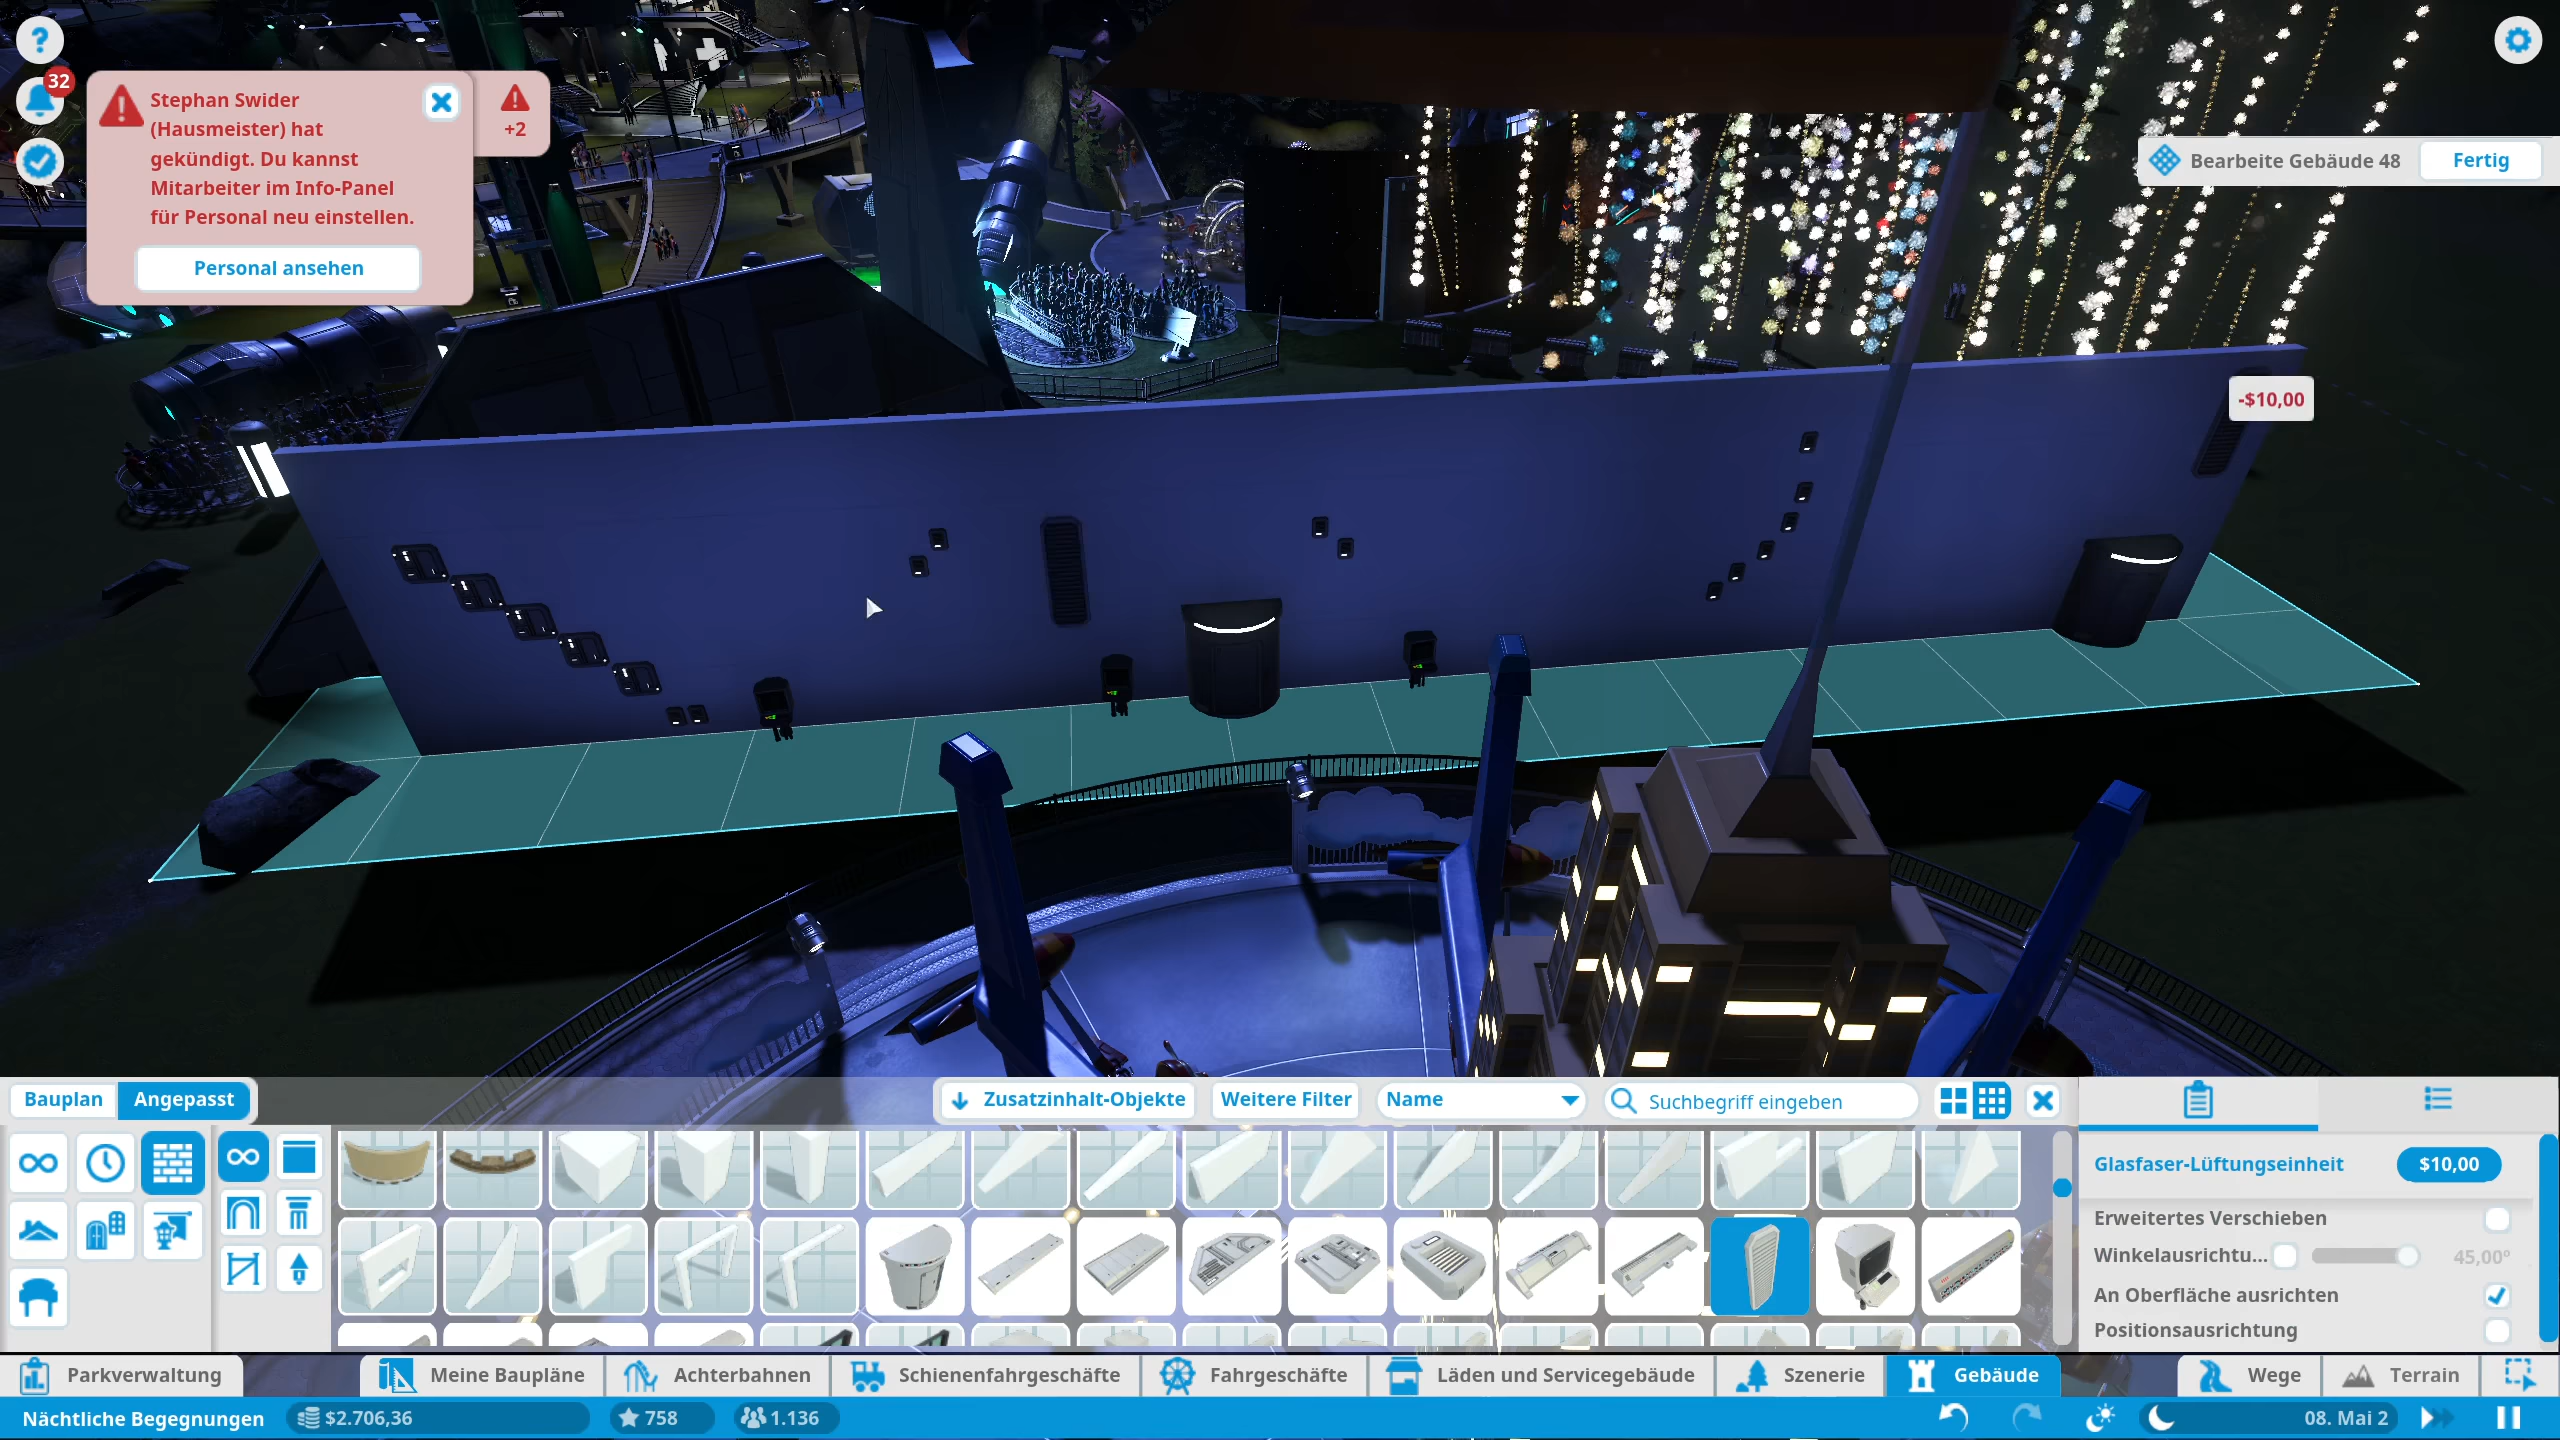 32
Stephan Swider
(Hausmeister) hat
gekündigt. Du kannst
Mitarbeiter im Info-Panel
für Personal neu einstellen.
Personal ansehen
+2
Bearbeite Gebäude 48
Fertig
-$10,00
Bauplan
Angepasst
Zusatzinhalt-Objekte
Weitere Filter
Name
Suchbegriff eingeben
Glasfaser-Lüftungseinheit
$10,00
Erweitertes Verschieben
Winkelausrichtu...
45,00°
An Oberfläche ausrichten
Positionsausrichtung
Parkverwaltung
Meine Baupläne
Achterbahnen
Schienenfahrgeschäfte
Fahrgeschäfte
Läden und Servicegebäude
Szenerie
Gebäude
Wege
Terrain
Nächtliche Begegnungen
$2.706,36
758
1.136
08. Mai 2